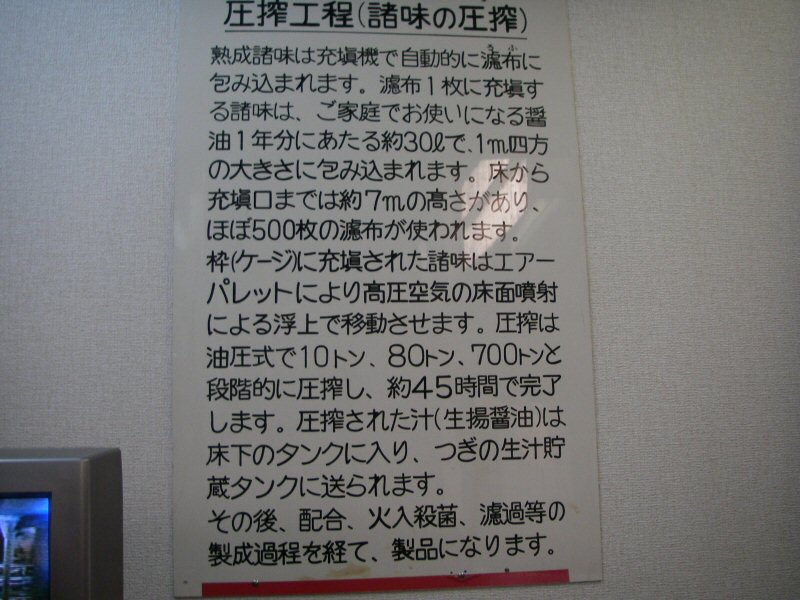 圧搾工程(諸味の圧搾)
熟成諸味は充塡機で自動的に濾布に
包み込まれます。濾布1枚に充塡す
る諸味は、ご家庭でお使いになる醤
油1年分にあたる約30ℓで、1m四方
の大きさに包み込まれます。床から
充塡口までは約7mの高さがあり、
ほぼ500枚の濾布が使われます。
枠(ケージ)に充塡された諸味はエアー
パレットにより高圧空気の床面噴射
による浮上で移動させます。圧搾は
油圧式で10トン、80トン、700トンと
段階的に圧搾し、約45時間で完了
します。圧搾された汁(生揚醤油)は
床下のタンクに入り、つぎの生汁貯
蔵タンクに送られます。
その後、配合、火入殺菌、濾過等の
製成過程を経て、製品になります。